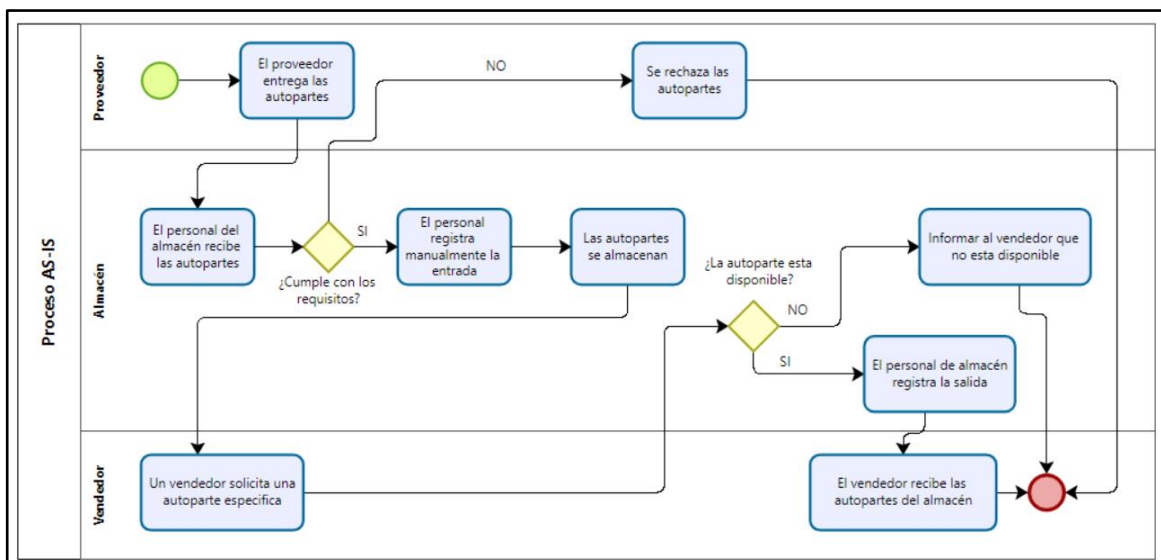 Proceso AS-IS
Proveedor
El proveedor
entrega las
autopartes
NO
Se rechaza las
autopartes
Almacén
El personal del
almacén recibe
las autopartes
¿Cumple con los
requisitos?
SI
El personal
registra
manualmente la
entrada
Las autopartes
se almacenan
¿La autoparte esta
disponible?
NO
Informar al vendedor que
no esta disponible
SI
El personal de almacén
registra la salida
Vendedor
Un vendedor solicita una
autoparte especifica
El vendedor recibe las
autopartes del almacén